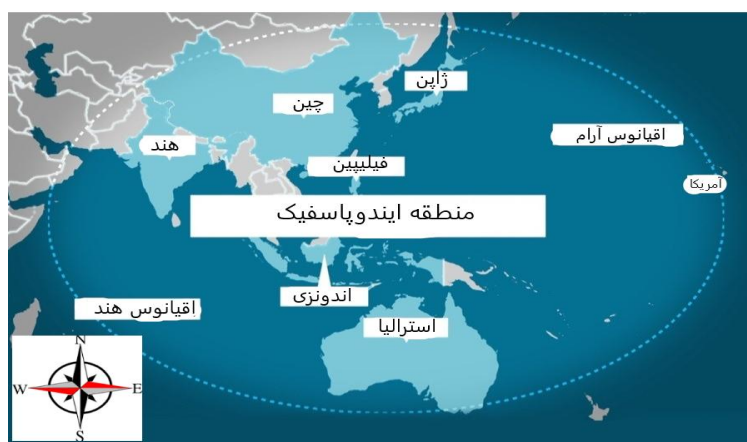 ژاپن
چین
اقیانوس آرام
هند
فیلیپین
آمریکا
منطقه ایندوپاسفیک
اندونزی
اقیانوس هند
استرالیا
N
W
E
S